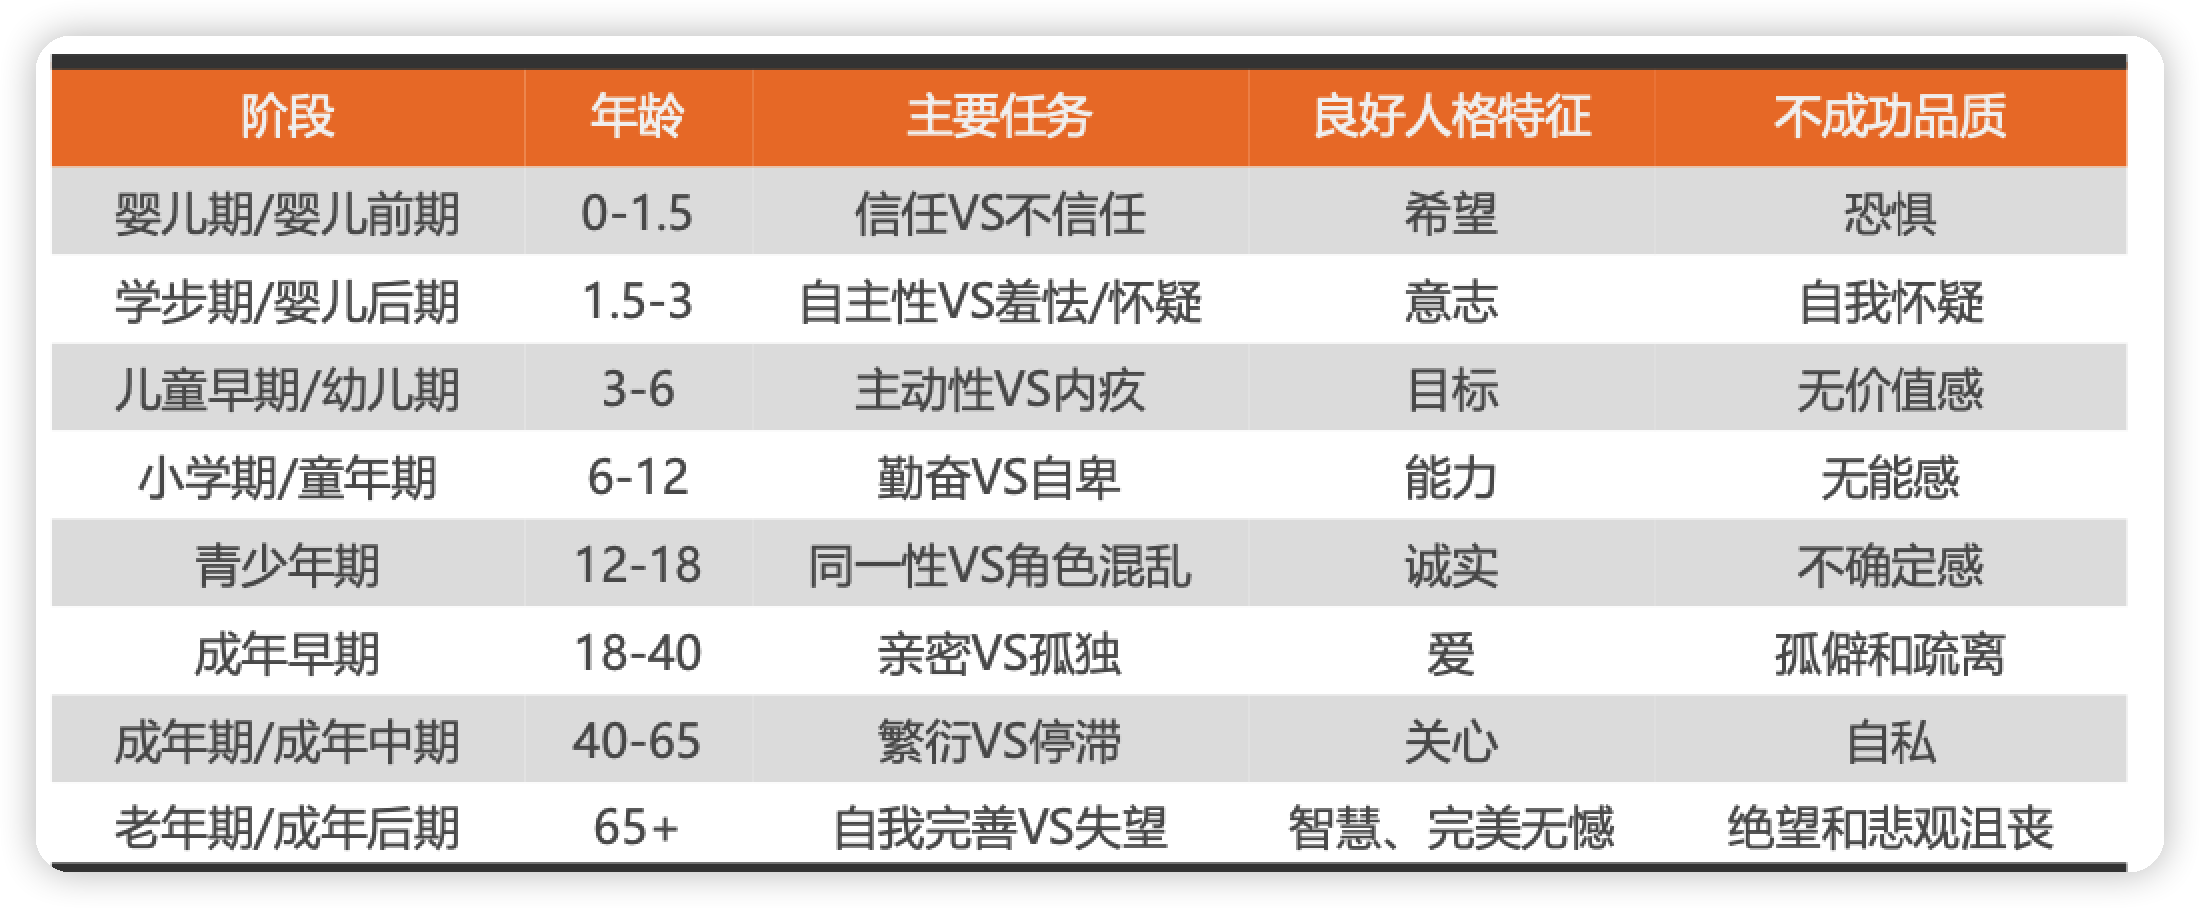 阶段 年龄 主要任务 良好人格特征 不成功品质
婴儿期/婴儿前期 0-1.5 信任VS不信任 希望 恐惧
学步期/婴儿后期 1.5-3 自主性VS羞怯/怀疑 意志 自我怀疑
儿童早期/幼儿期 3-6 主动性VS内疚 目标 无价值感
小学期/童年期 6-12 勤奋VS自卑 能力 无能感
青少年期 12-18 同一性VS角色混乱 诚实 不确定感
成年早期 18-40 亲密VS孤独 爱 孤僻和疏离
成年期/成年中期 40-65 繁衍VS停滞 关心 自私
老年期/成年后期 65+ 自我完善VS失望 智慧、完美无憾 绝望和悲观沮丧